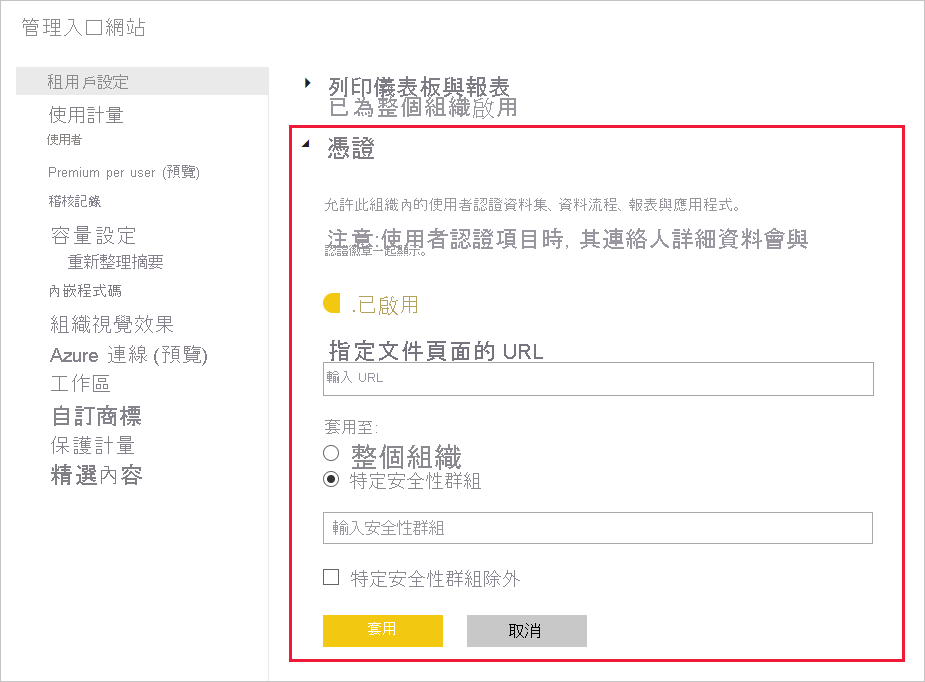 管理入口網站
租用戶設定
使用計量
使用者
Premium per user (預覽)
稽核記錄
容量設定
重新整理摘要
內嵌程式碼
組織視覺效果
Azure 連線 (預覽)
工作區
自訂商標
保護計量
精選內容
列印儀表板與報表
已為整個組織啟用
憑證
允許此組織內的使用者認證資料集、資料流程、報表與應用程式。
注意:使用者認證項目時, 其連絡人詳細資料會與
認證徽章一起顯示。
.已啟用
指定文件頁面的 URL
輸入 URL
套用至:
整個組織
特定安全性群組
輸入安全性群組
特定安全性群組除外
套用
取消